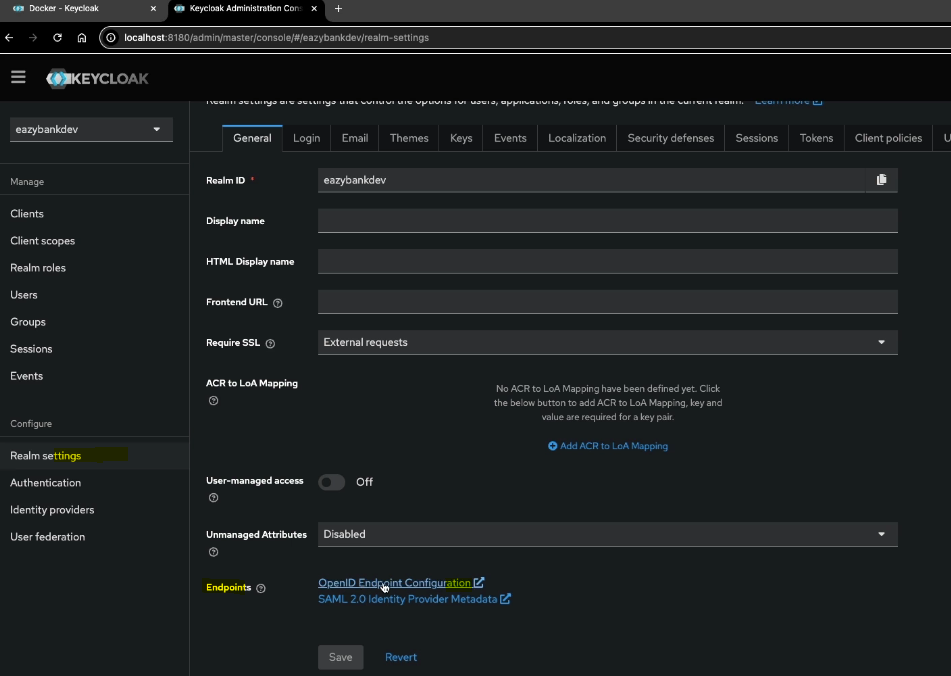 Docker - Keycloak
Keycloak Administration Cons
localhost:8180/admin/master/console/#/eazybankdev/realm-settings
KEYCLOAK
Realm settings are settings that control the options for users, applications, roles, and groups in the current realm. Learn more
eazybankdev
Manage
Clients
Client scopes
Realm roles
Users
Groups
Sessions
Events
Configure
Realm settings
Authentication
Identity providers
User federation
General Login Email Themes Keys Events Localization Security defenses Sessions Tokens Client policies
Realm ID * eazybankdev
Display name
HTML Display name
Frontend URL
Require SSL External requests
ACR to LoA Mapping
No ACR to LoA Mapping have been defined yet. Click
the below button to add ACR to LoA Mapping, key and
value are required for a key pair.
Add ACR to LoA Mapping
User-managed access Off
Unmanaged Attributes Disabled
Endpoints OpenID Endpoint Configuration
SAML 2.0 Identity Provider Metadata
Save Revert